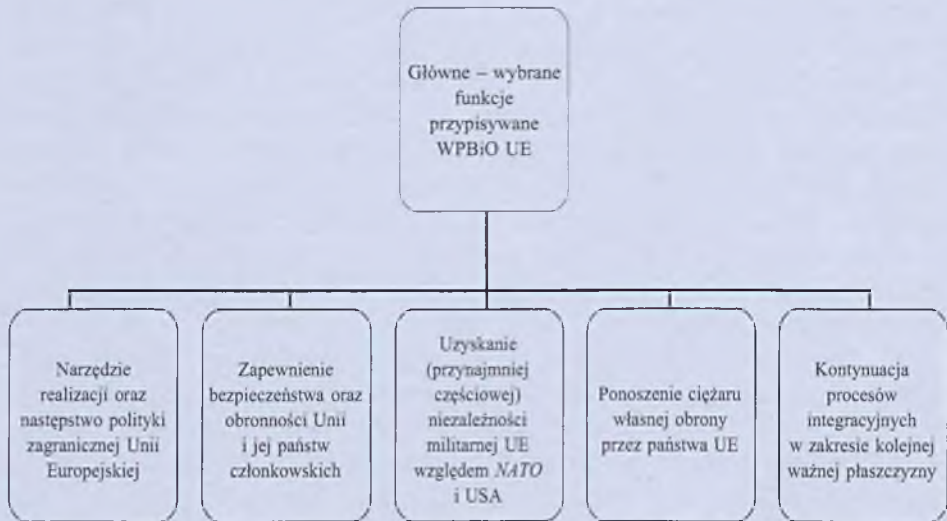 Główne – wybrane
funkcje
przypisywane
WPBiO UE
Narzędzie
realizacji oraz
następstwo polityki
zagranicznej Unii
Europejskiej
Zapewnienie
bezpieczeństwa oraz
obronności Unii
i jej państw
członkowskich
Uzyskanie
(przynajmniej
częściowej)
niezależności
militarnej UE
względem NATO
i USA
Ponoszenie ciężaru
własnej obrony
przez państwa UE
Kontynuacja
procesów
integracyjnych
w zakresie kolejnej
ważnej płaszczyzny